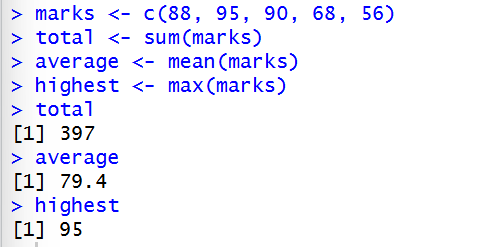 > marks <- c(88, 95, 90, 68, 56)
> total <- sum(marks)
> average <- mean(marks)
> highest <- max(marks)
> total
[1] 397
> average
[1] 79.4
> highest
[1] 95